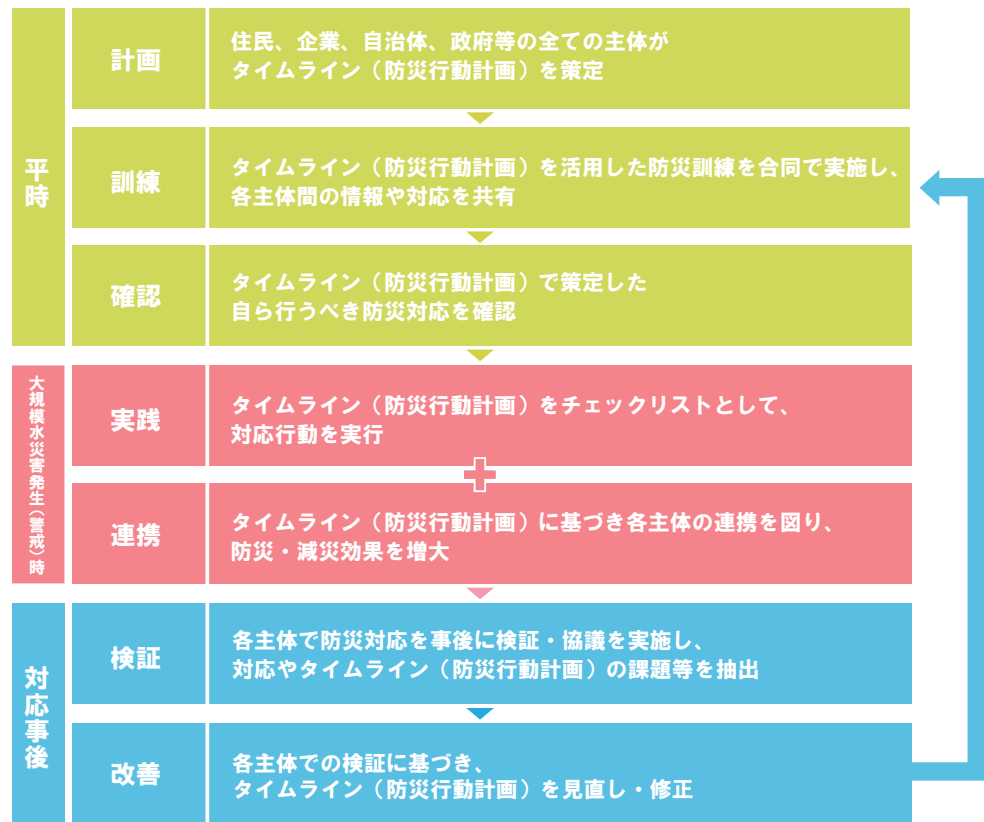 平時
計画
住民、企業、自治体、政府等の全ての主体が
タイムライン（防災行動計画）を策定
訓練
タイムライン（防災行動計画）を活用した防災訓練を合同で実施し、
各主体間の情報や対応を共有
確認
タイムライン（防災行動計画）で策定した
自ら行うべき防災対応を確認
大規模水災害発生（警戒）時
実践
タイムライン（防災行動計画）をチェックリストとして、
対応行動を実行
連携
タイムライン（防災行動計画）に基づき各主体の連携を図り、
防災・減災効果を増大
対応事後
検証
各主体で防災対応を事後に検証・協議を実施し、
対応やタイムライン（防災行動計画）の課題等を抽出
改善
各主体での検証に基づき、
タイムライン（防災行動計画）を見直し・修正